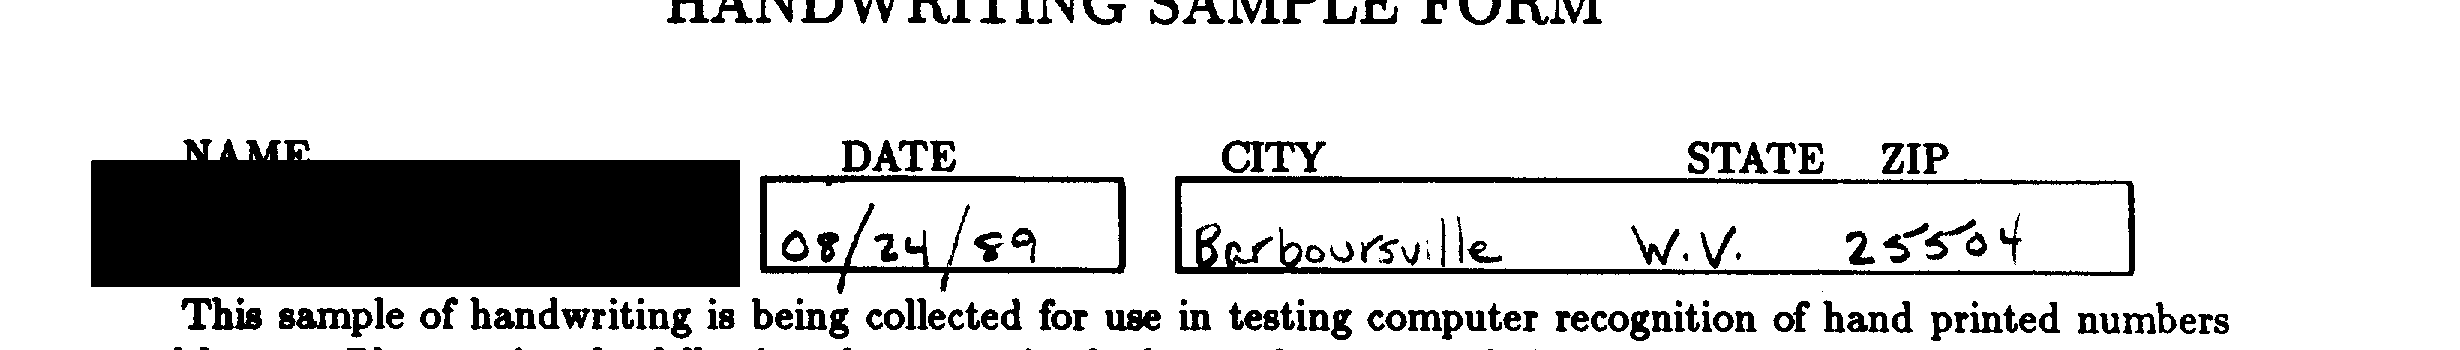 HANDWRITING SAMPLE FORM
NAME DATE CITY STATE ZIP
08/24/89 Barboursville W.V. 25504
This sample of handwriting is being collected for use in testing computer recognition of hand printed numbers